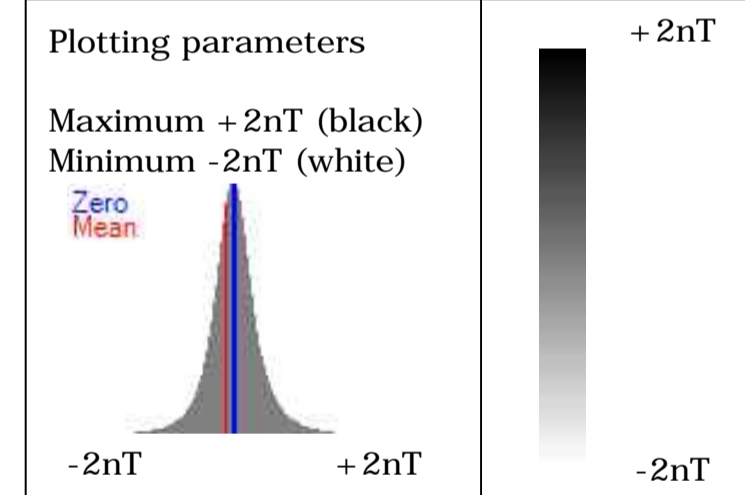 Plotting parameters
Maximum +2nT (black)
Minimum -2nT (white)
Zero
Mean
-2nT +2nT
+2nT
-2nT